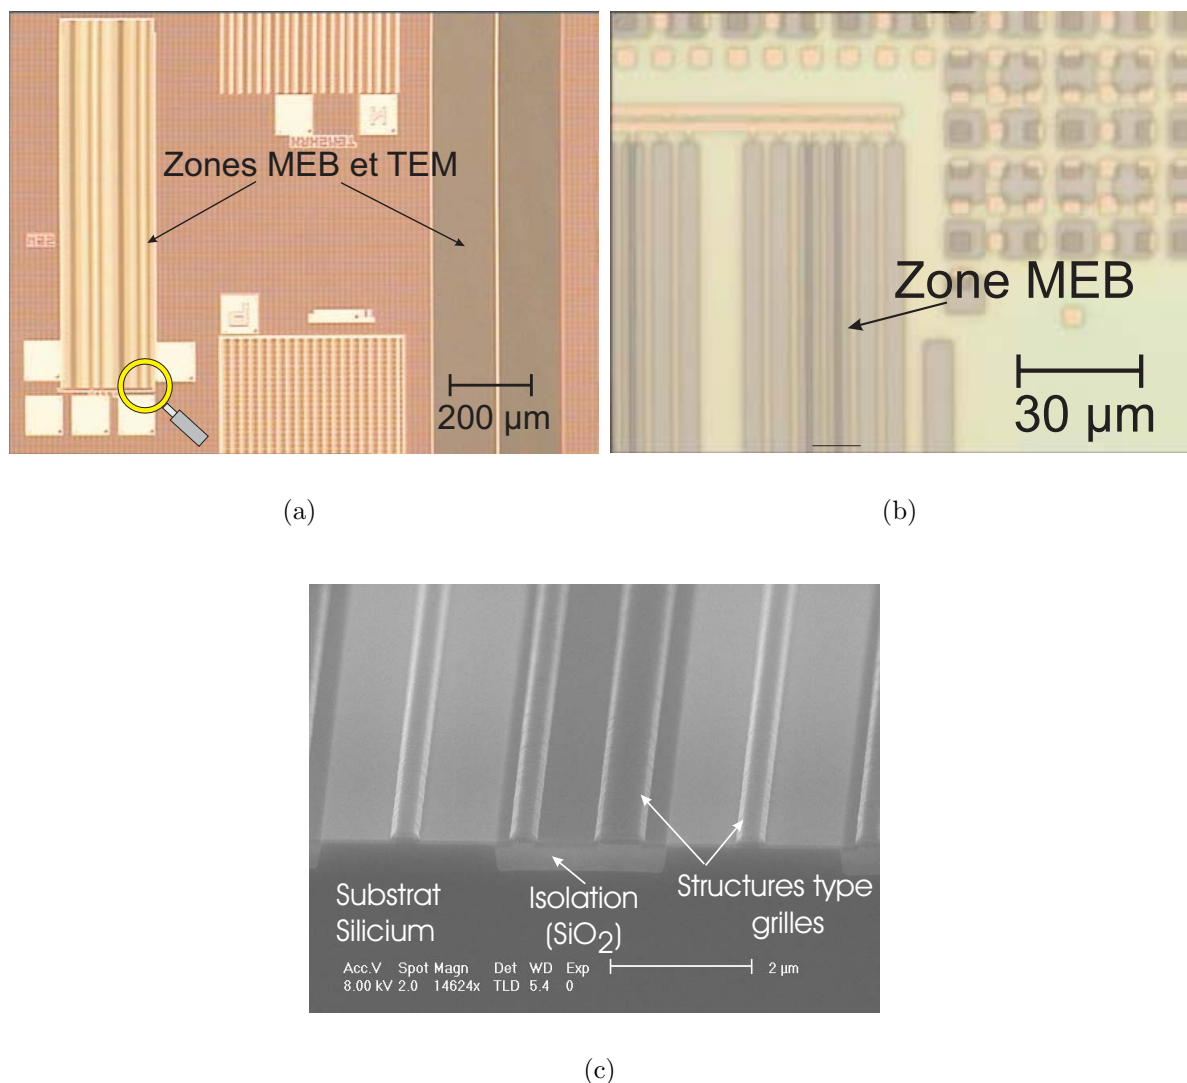 Zones MEB et TEM
200 µm
Zone MEB
30 µm
(a)
(b)
Substrat
Silicium
Isolation
(SiO₂)
Structures type
grilles
Acc.V Spot Magn Det WD Exp
8.00 kV 2.0 14624x TLD 5.4 0
2 µm
(c)